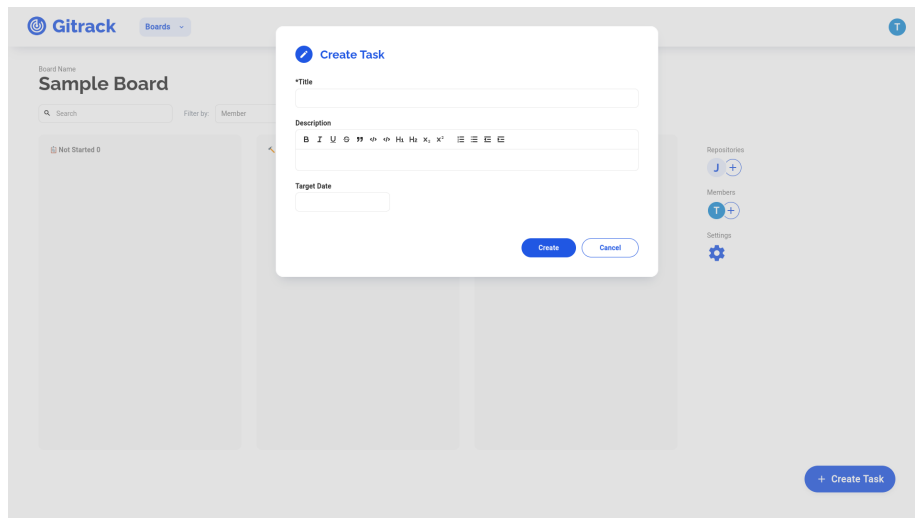 Gitrack
Boards
T
Board Name
Sample Board
Search
Filter by:
Member
Not Started 0
Create Task
*Title
Description
B I U S ❞ </> </> H1 H2 X₂ X²
Target Date
Create
Cancel
Repositories
J +
Members
T +
Settings
+ Create Task